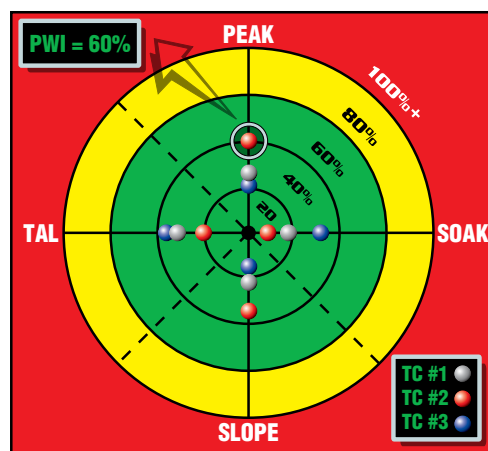 PWI = 60%
PEAK
100%+
80%
60%
40%
20
TAL
SOAK
TC #1
TC #2
TC #3
SLOPE